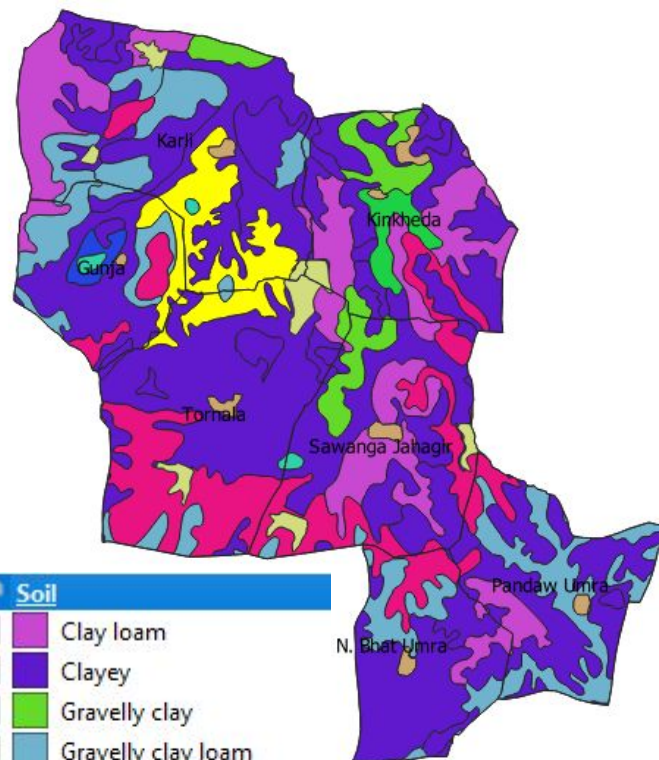 Karli
Kinkheda
Gunja
Tornala
Sawanga Jahagir
Pandaw Umra
N. Bhat Umra
Soil
Clay loam
Clayey
Gravelly clay
Gravelly clay loam